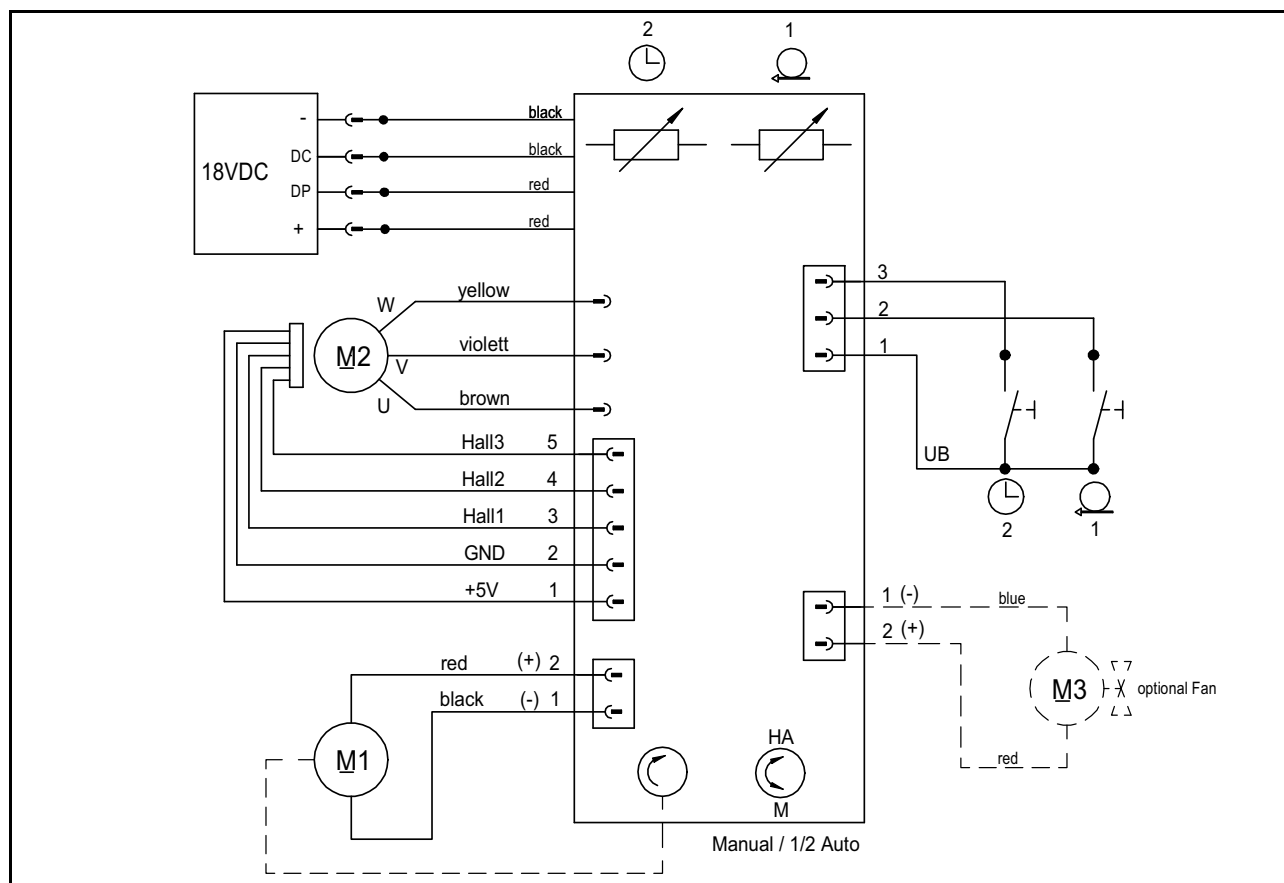 2
1
- black
18VDC
DC black
DP red
+ red
W yellow
M2
V violett
U brown
Hall3 5
Hall2 4
Hall1 3
GND 2
+5V 1
red (+) 2
black (-) 1
M1
HA
M
Manual / 1/2 Auto
3
2
1
UB
2
1
1 (-) blue
2 (+)
M3 optional Fan
red